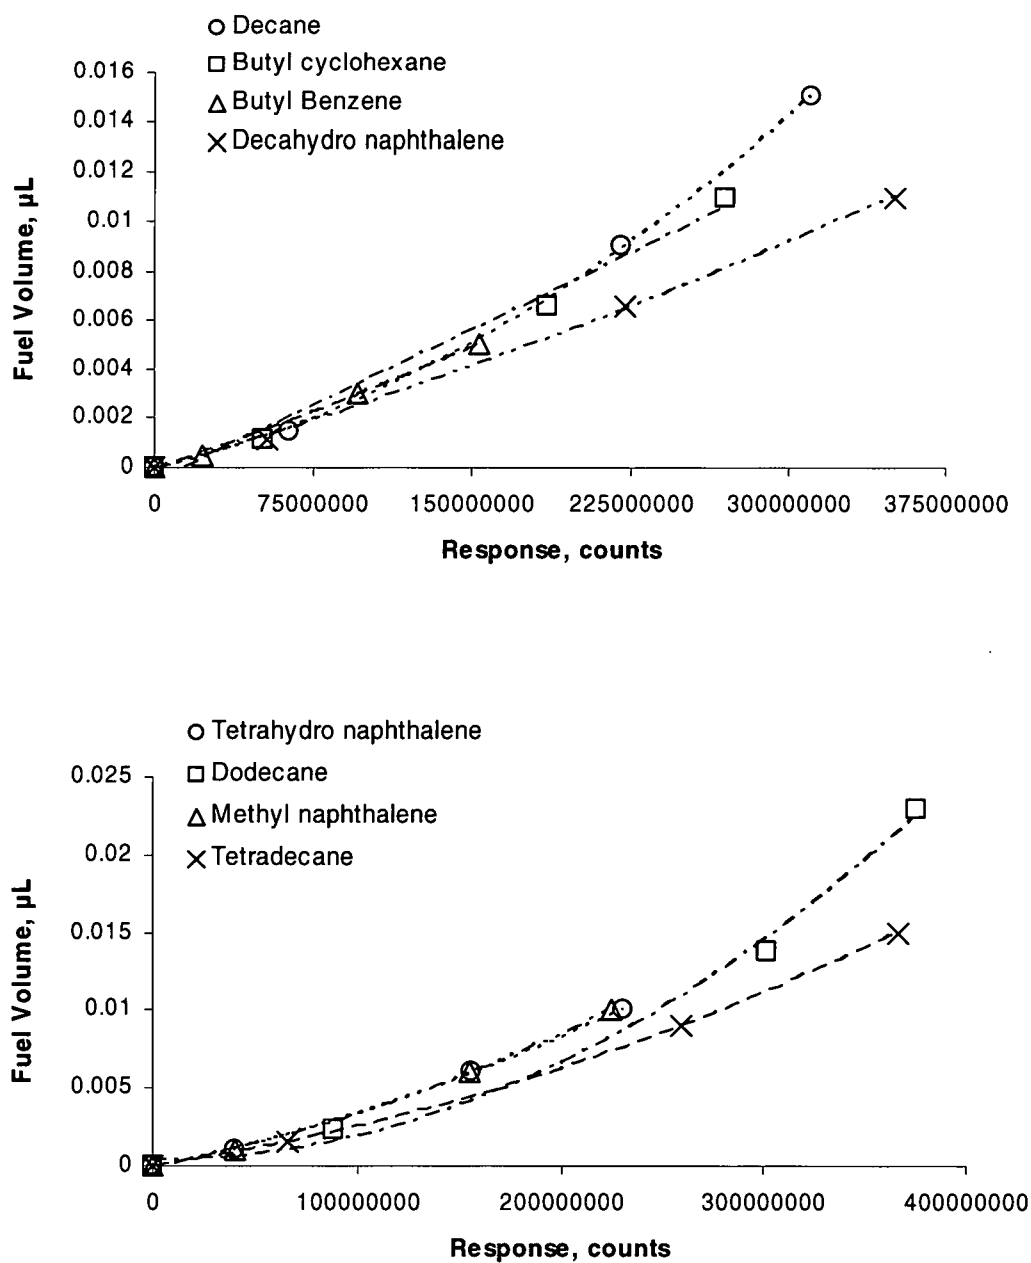 Decane
Butyl cyclohexane
Butyl Benzene
Decahydro naphthalene
0.016
0.014
0.012
0.01
0.008
0.006
0.004
0.002
0
Fuel Volume, µL
0 75000000 150000000 225000000 300000000 375000000
Response, counts
Tetrahydro naphthalene
Dodecane
Methyl naphthalene
Tetradecane
0.025
0.02
0.015
0.01
0.005
0
Fuel Volume, µL
0 100000000 200000000 300000000 400000000
Response, counts